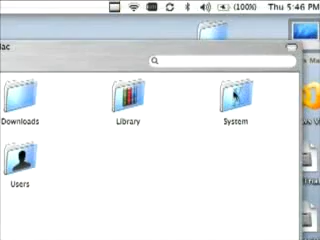 (100%) Thu 5:46 PM
ac
Downloads
Library
System
Users